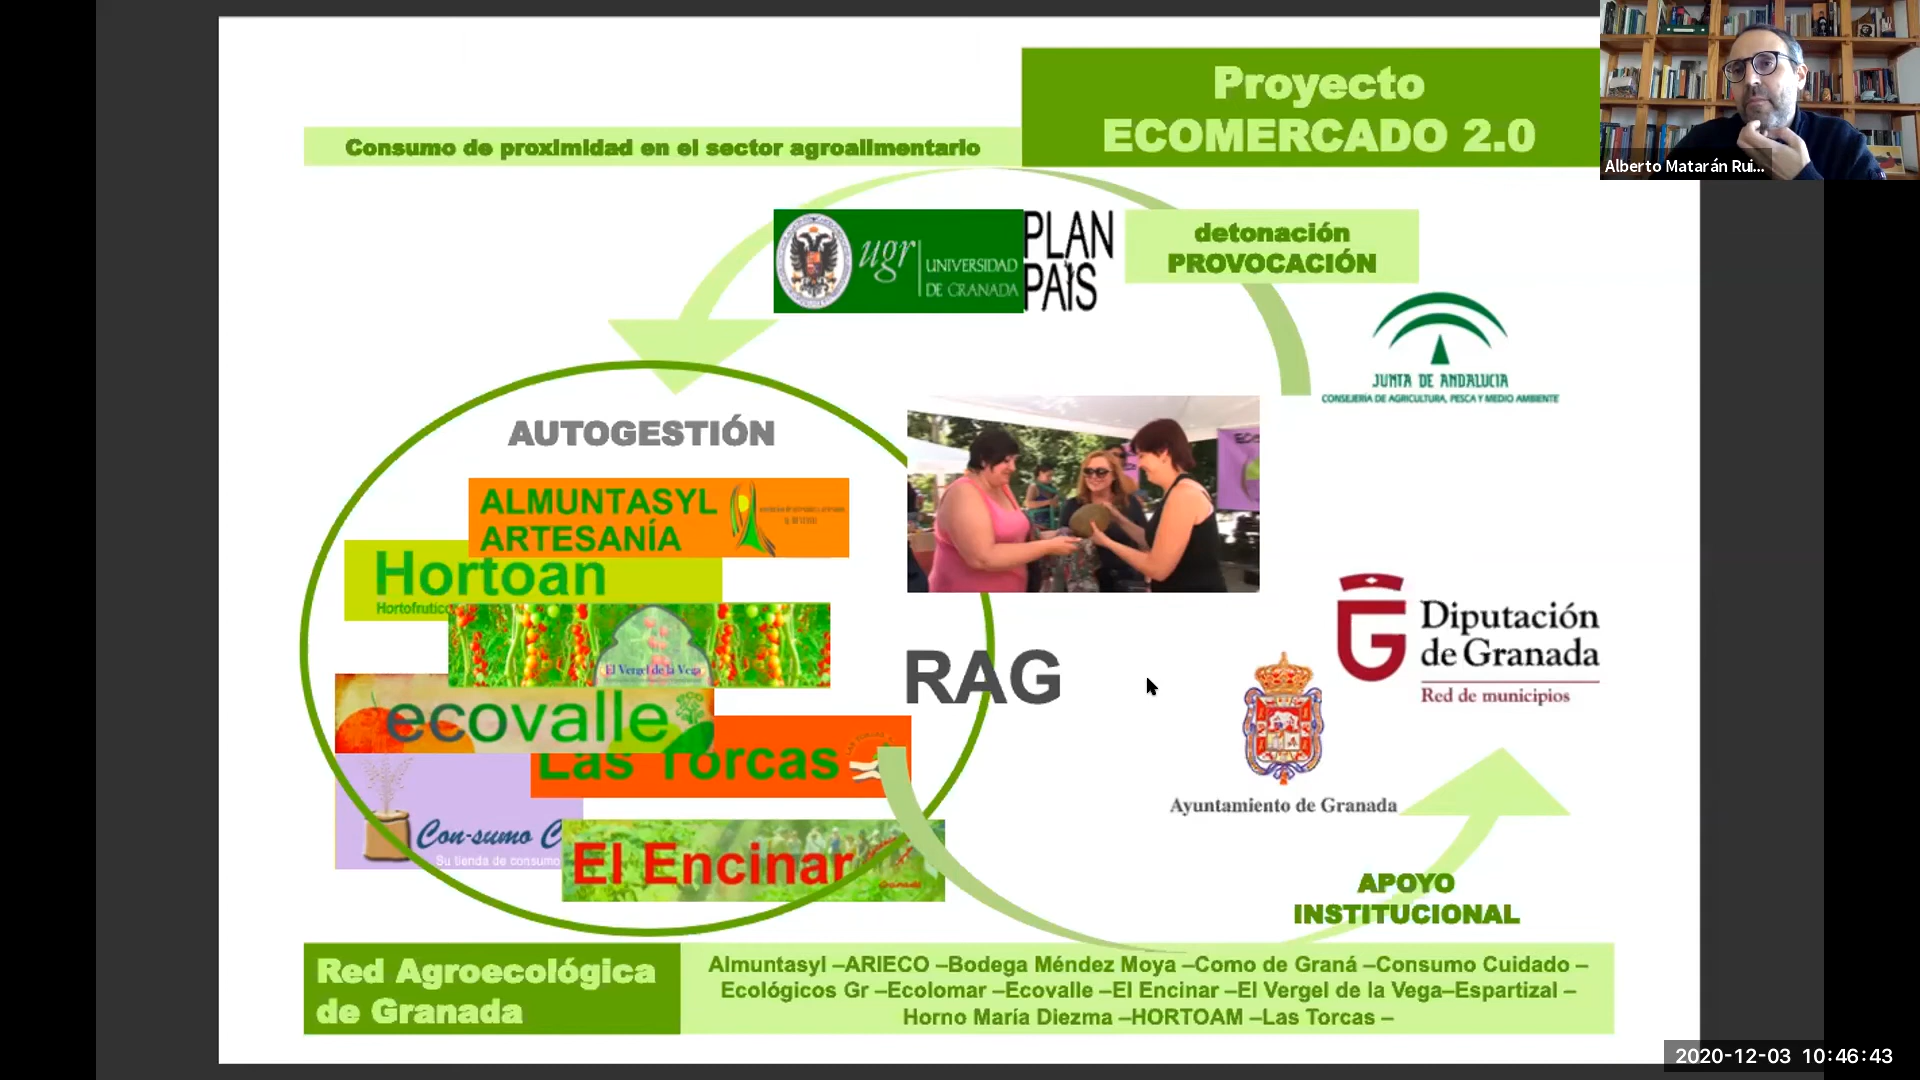 Proyecto
ECOMERCADO 2.0
Consumo de proximidad en el sector agroalimentario
Alberto Matarán Rui...
ugr
UNIVERSIDAD
DE GRANADA
PLAN
PAÍS
detonación
PROVOCACIÓN
JUNTA DE ANDALUCIA
CONSEJERÍA DE AGRICULTURA, PESCA Y MEDIO AMBIENTE
AUTOGESTIÓN
ALMUNTASYL
ARTESANÍA
Hortoan
Hortofrutico
El Vergel de la Vega
ecovalle
Las Torcas
Con-sumo C
Su tienda de consumo
El Encinar
RAG
Diputación
de Granada
Red de municipios
Ayuntamiento de Granada
APOYO
INSTITUCIONAL
Red Agroecológica
de Granada
Almuntasyl –ARIECO –Bodega Méndez Moya –Como de Graná –Consumo Cuidado –
Ecológicos Gr –Ecolomar –Ecovalle –El Encinar –El Vergel de la Vega–Espartizal –
Horno María Diezma –HORTOAM –Las Torcas –
2020-12-03 10:46:43